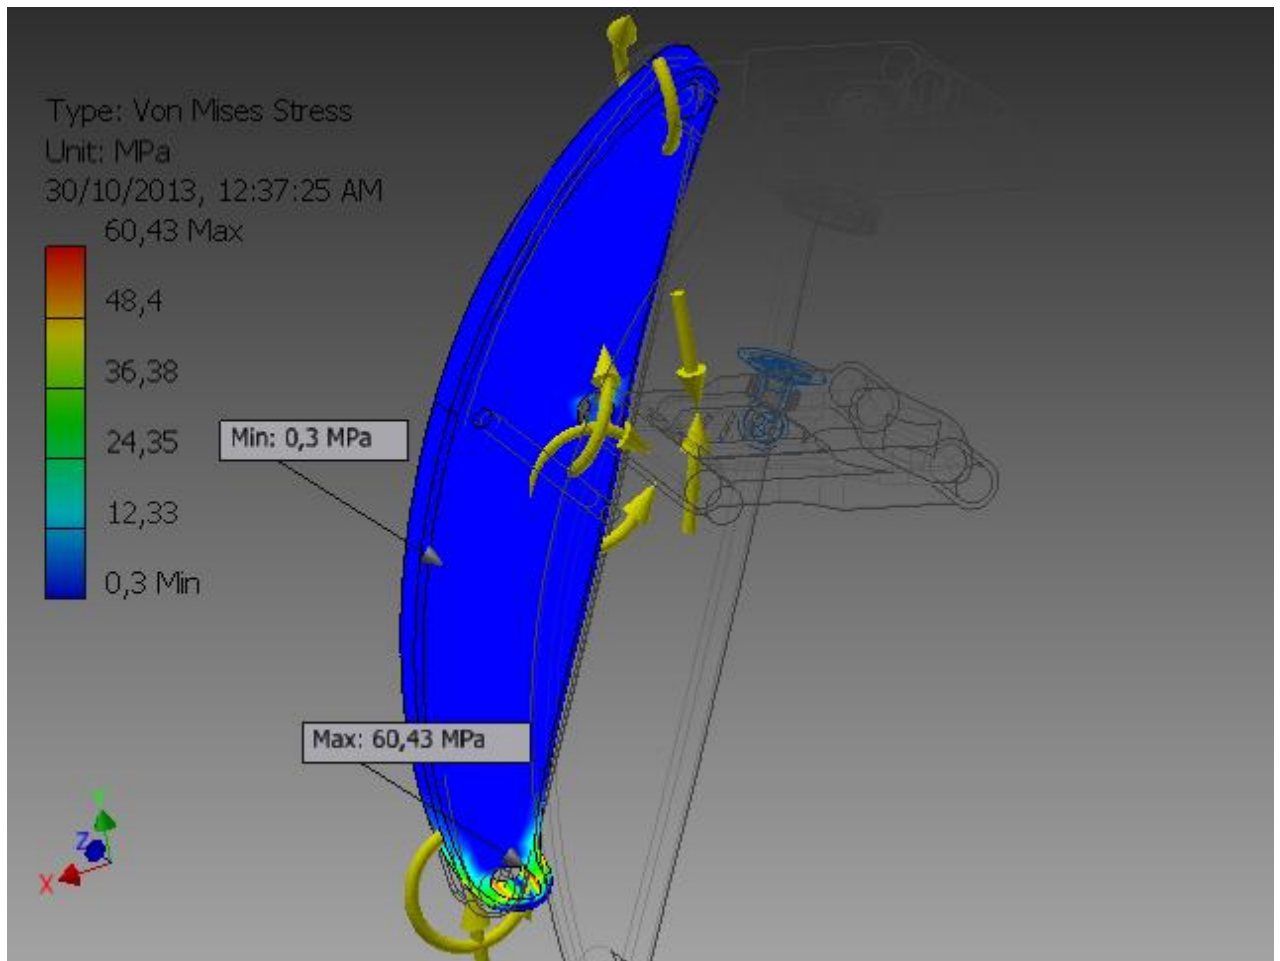 Type: Von Mises Stress
Unit: MPa
30/10/2013, 12:37:25 AM
60,43 Max
48,4
36,38
24,35
12,33
0,3 Min
Min: 0,3 MPa
Max: 60,43 MPa
Y
Z
X